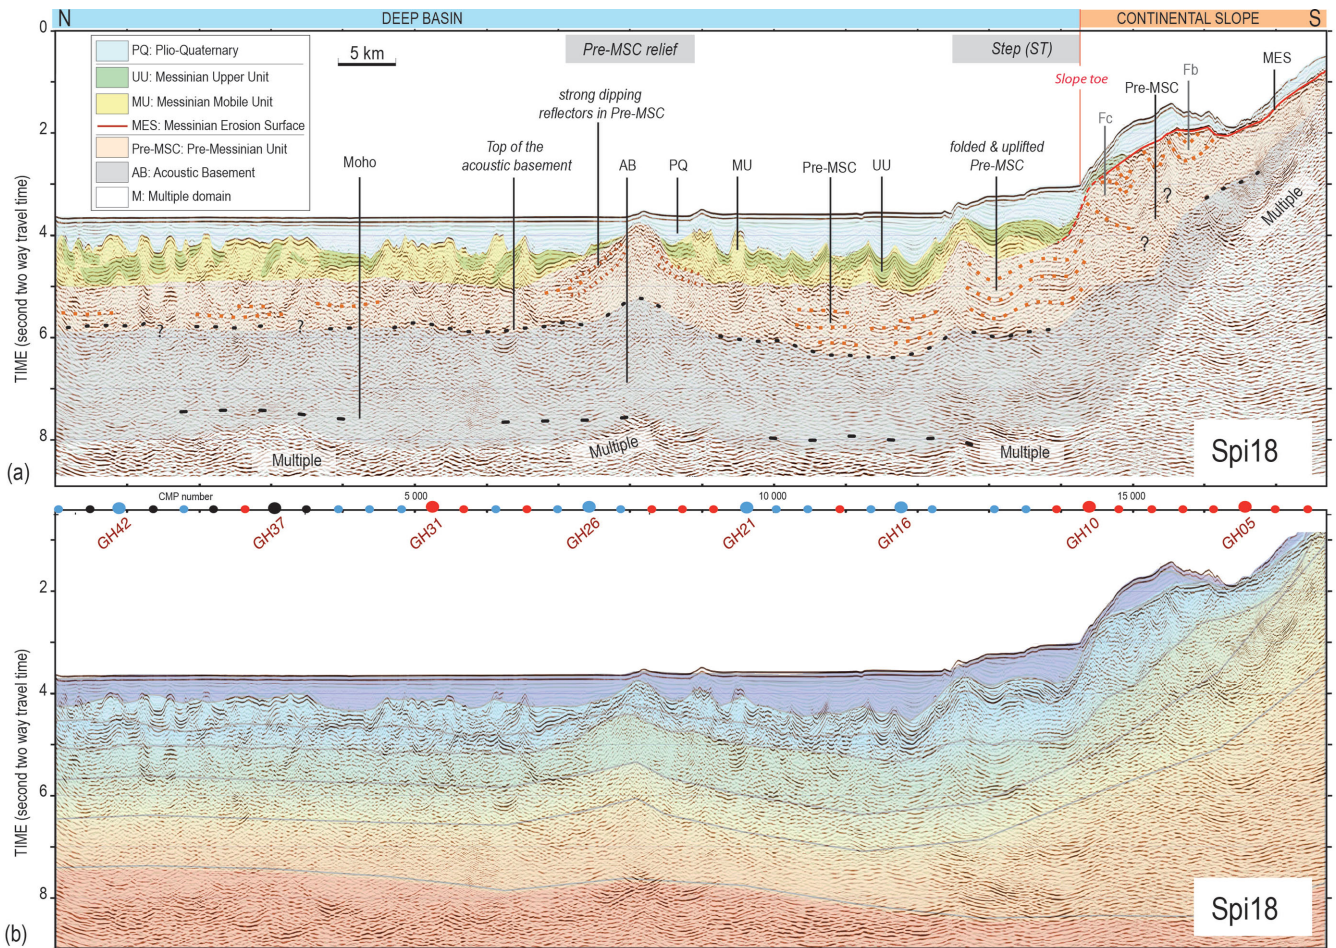 N DEEP BASIN CONTINENTAL SLOPE S
0
PQ: Plio-Quaternary
UU: Messinian Upper Unit
MU: Messinian Mobile Unit
MES: Messinian Erosion Surface
Pre-MSC: Pre-Messinian Unit
AB: Acoustic Basement
M: Multiple domain
5 km
Pre-MSC relief
Step (ST)
Slope toe
strong dipping
reflectors in Pre-MSC
Moho
Top of the
acoustic basement
AB
PQ
MU
Pre-MSC
UU
folded & uplifted
Pre-MSC
Fc
Pre-MSC
Fb
MES
?
?
?
?
Multiple
Multiple
Multiple
Multiple
Spi18
TIME (second two way travel time)
2
4
6
8
(a)
CMP number 5 000 10 000 15 000
GH42 GH37 GH31 GH26 GH21 GH16 GH10 GH05
TIME (second two way travel time)
2
4
6
8
Spi18
(b)